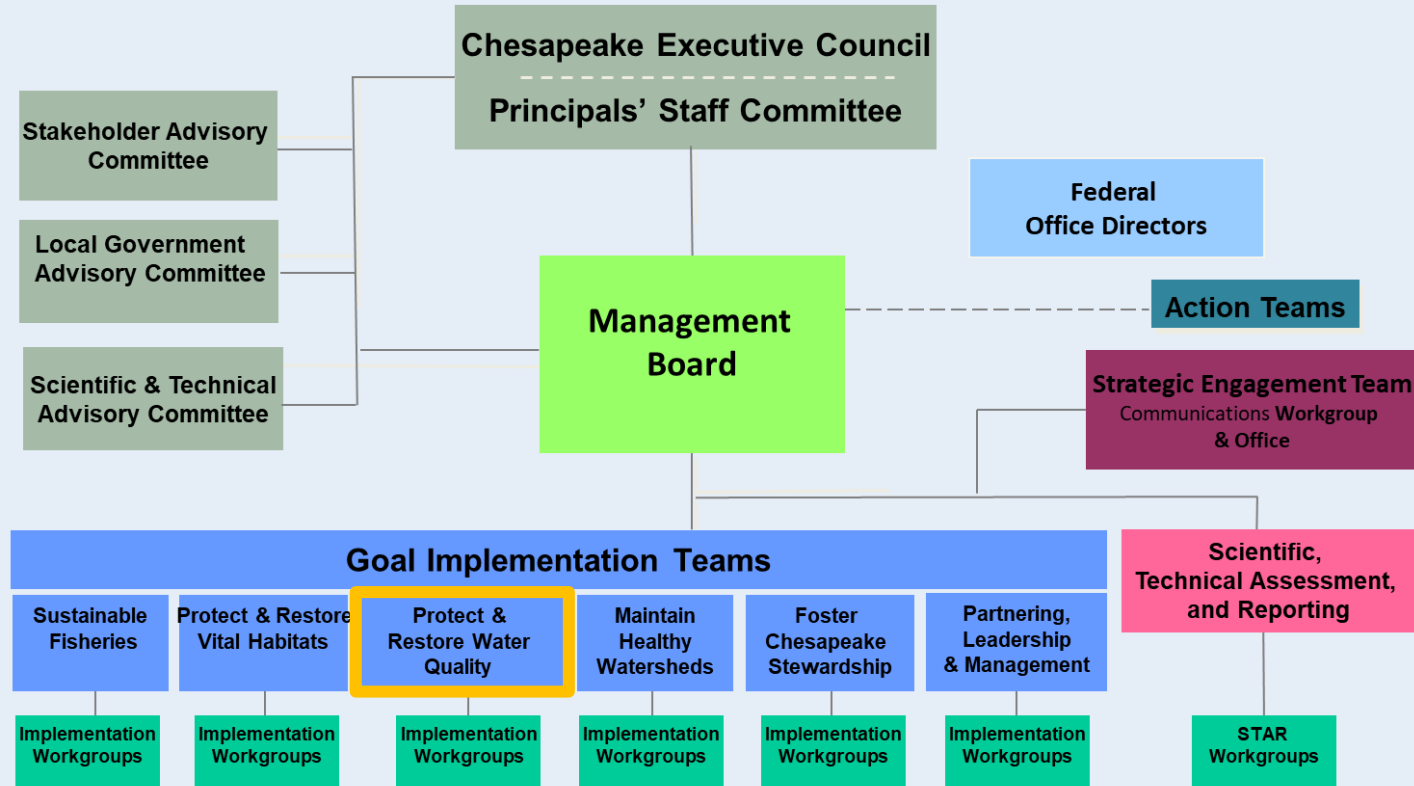 Chesapeake Executive Council
Principals’ Staff Committee
Stakeholder Advisory
Committee
Local Government
Advisory Committee
Scientific & Technical
Advisory Committee
Federal
Office Directors
Management
Board
Action Teams
Strategic Engagement Team
Communications Workgroup
& Office
Goal Implementation Teams
Sustainable
Fisheries
Protect & Restore
Vital Habitats
Protect &
Restore Water
Quality
Maintain
Healthy
Watersheds
Foster
Chesapeake
Stewardship
Partnering,
Leadership
& Management
Scientific,
Technical Assessment,
and Reporting
Implementation
Workgroups
Implementation
Workgroups
Implementation
Workgroups
Implementation
Workgroups
Implementation
Workgroups
Implementation
Workgroups
STAR
Workgroups